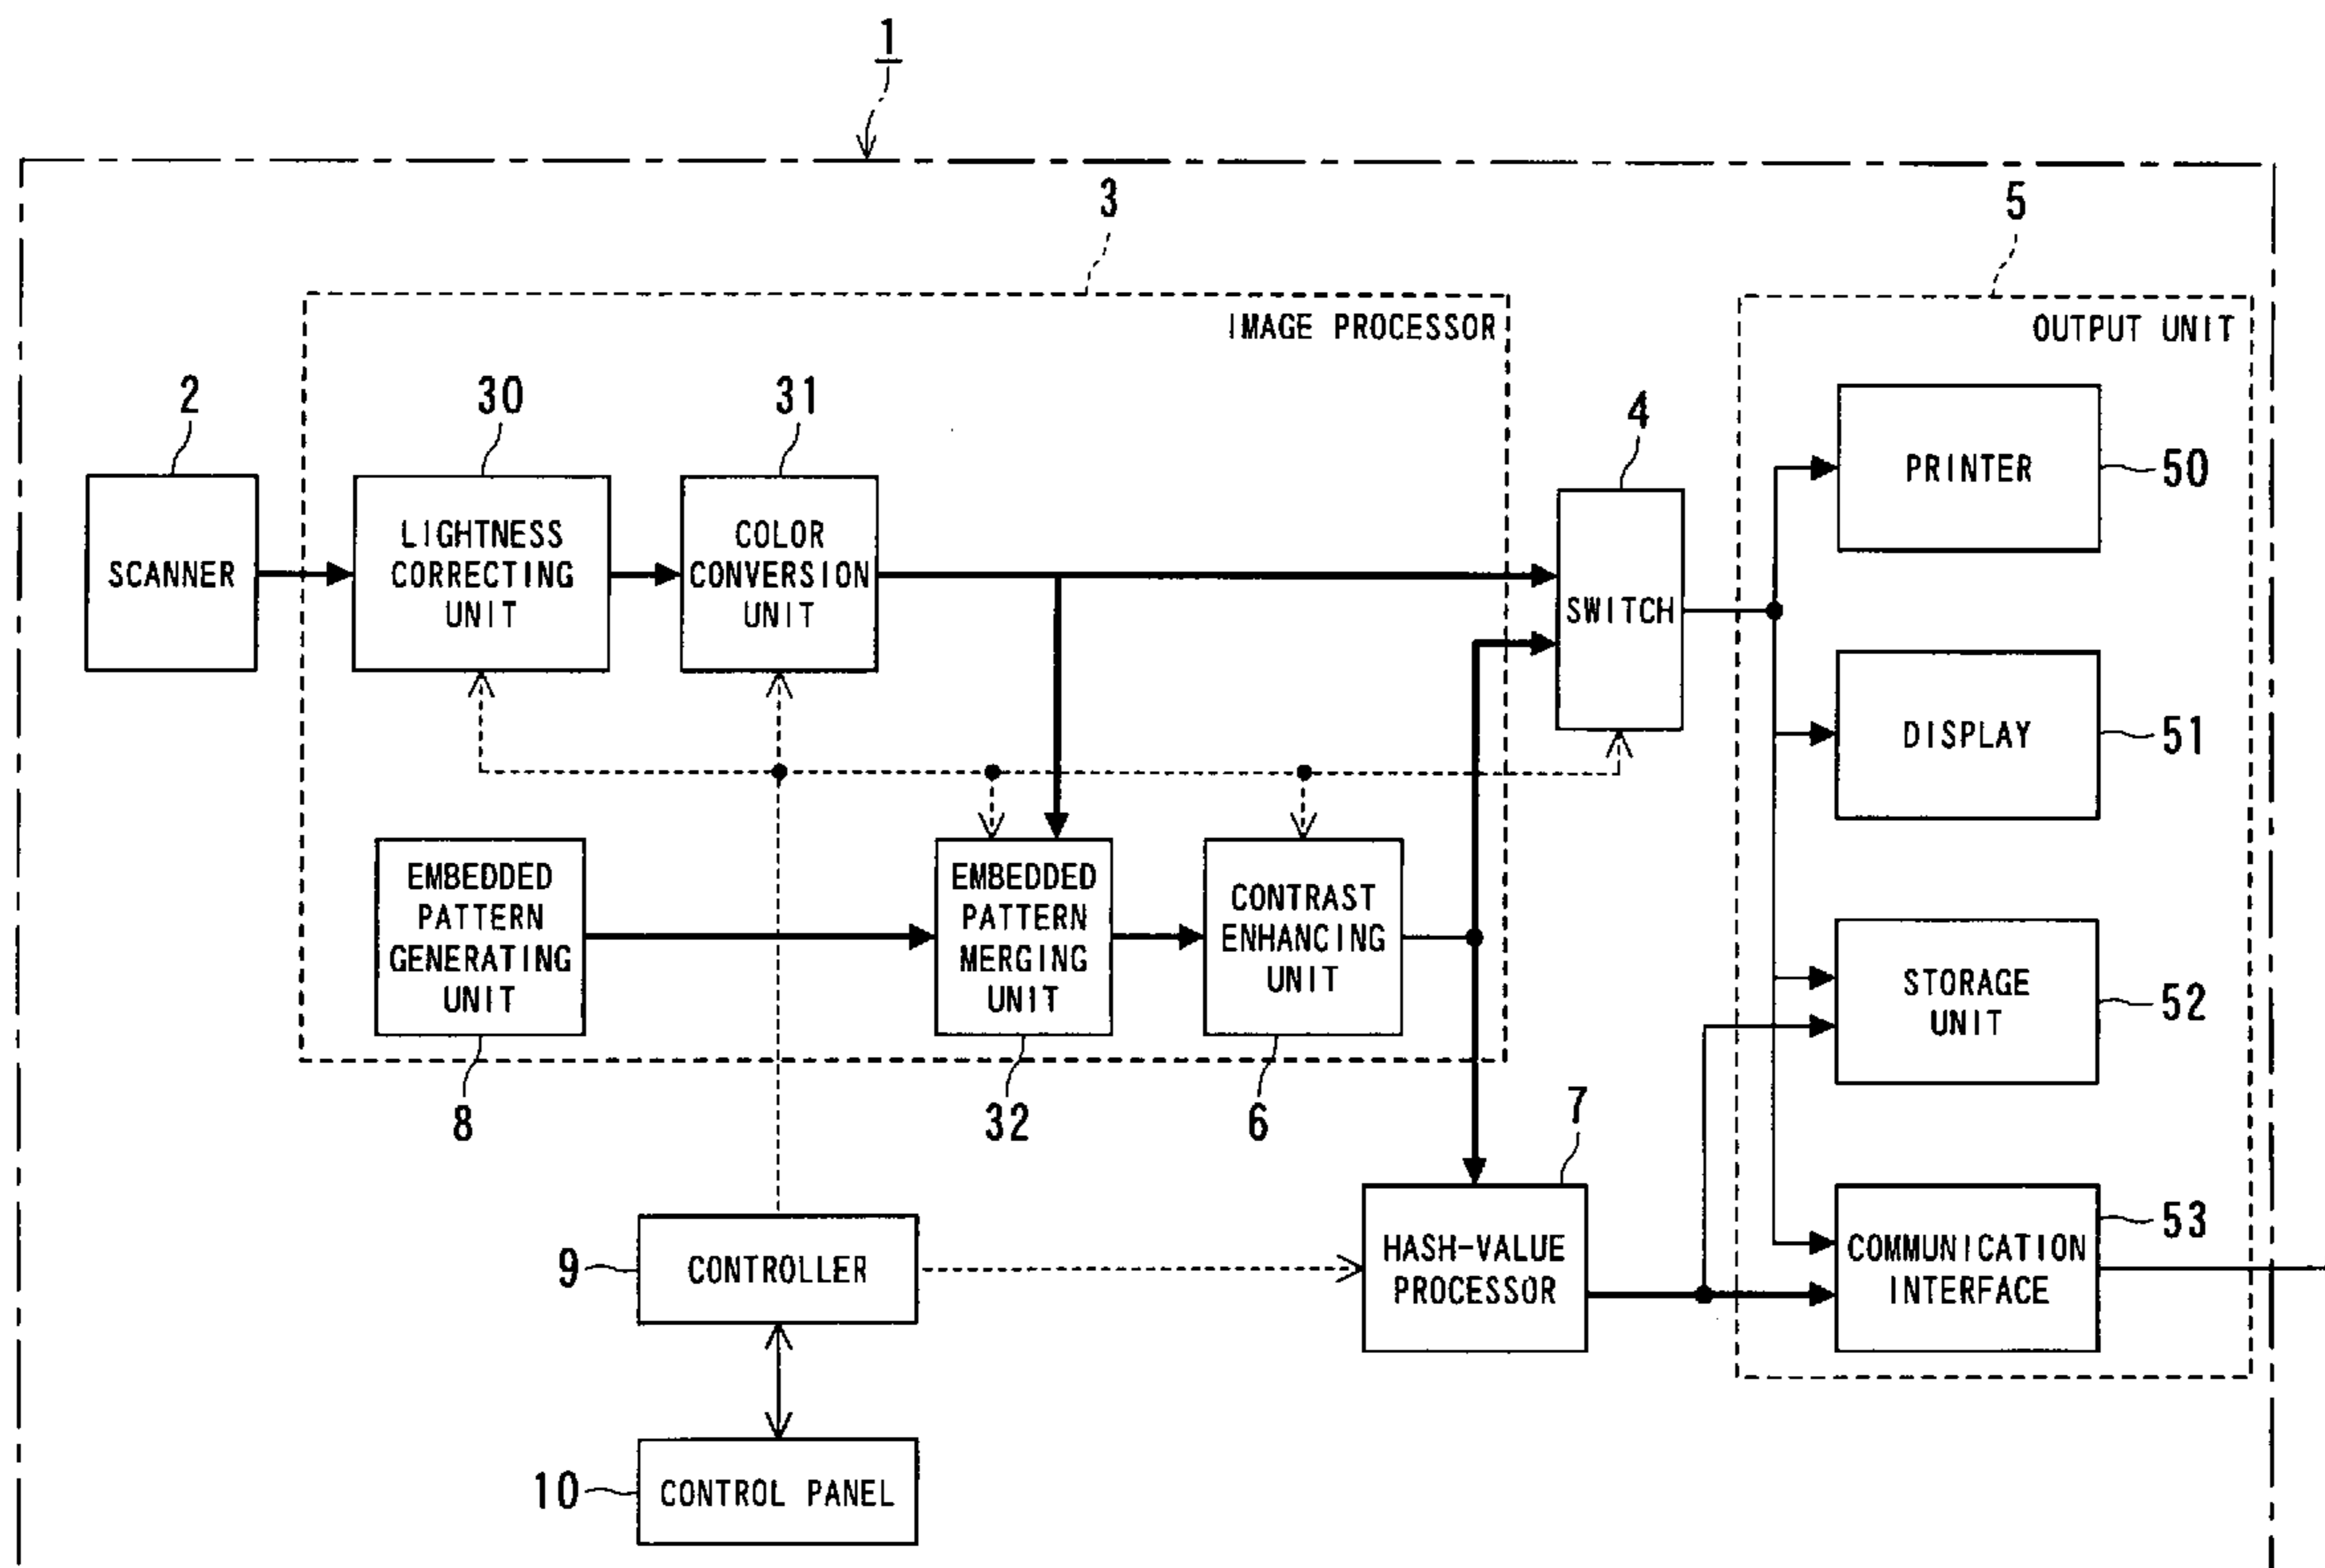 1
3
5
IMAGE PROCESSOR
OUTPUT UNIT
2
30
31
4
SCANNER
LIGHTNESS
CORRECTING
UNIT
COLOR
CONVERSION
UNIT
SWITCH
PRINTER
50
DISPLAY
51
EMBEDDED
PATTERN
GENERATING
UNIT
EMBEDDED
PATTERN
MERGING
UNIT
CONTRAST
ENHANCING
UNIT
STORAGE
UNIT
52
8
32
6
7
9
CONTROLLER
HASH-VALUE
PROCESSOR
COMMUNICATION
INTERFACE
53
10
CONTROL PANEL